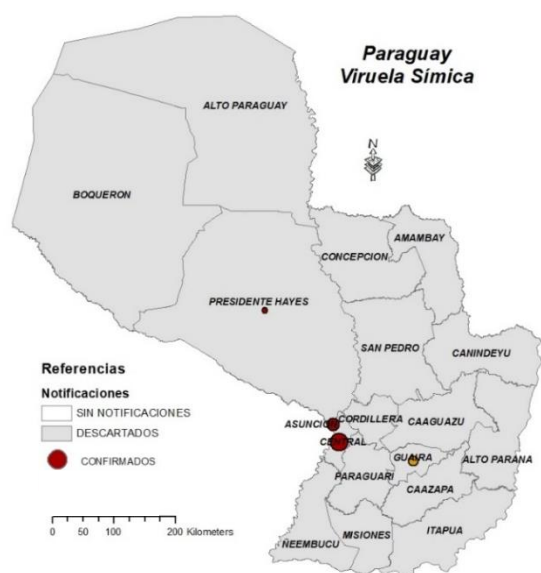 Paraguay
Viruela Símica
N
ALTO PARAGUAY
BOQUERON
AMAMBAY
CONCEPCION
PRESIDENTE HAYES
SAN PEDRO
CANINDEYU
Referencias
Notificaciones
SIN NOTIFICACIONES
DESCARTADOS
CONFIRMADOS
ASUNCION
CORDILLERA
CAAGUAZU
CENTRAL
GUAIRA
ALTO PARANA
PARAGUARI
CAAZAPA
0 50 100 200 Kilometers
MISIONES
ITAPUA
ÑEEMBUCU